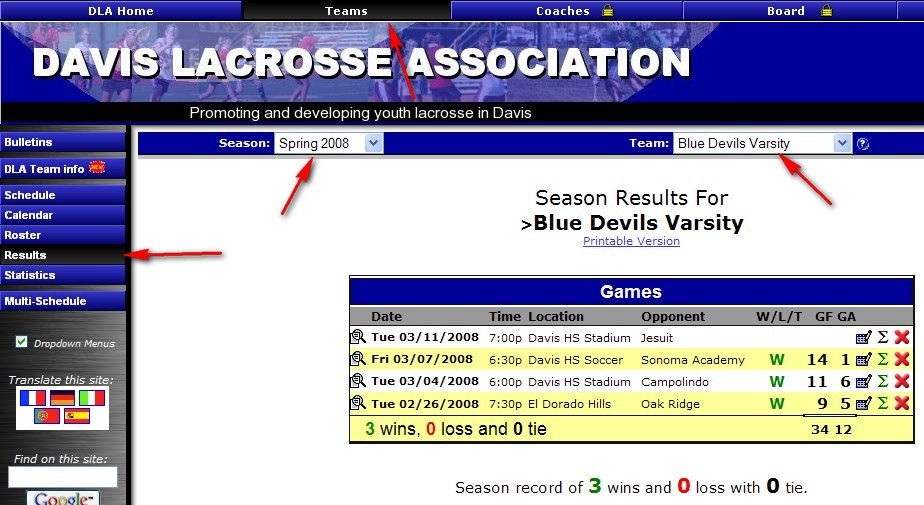 DLA Home Teams Coaches Board
DAVIS LACROSSE ASSOCIATION
Promoting and developing youth lacrosse in Davis
Season: Spring 2008 Team: Blue Devils Varsity ?
Bulletins
DLA Team info NEW
Schedule
Calendar
Roster
Results
Statistics
Multi-Schedule
Dropdown Menus
Translate this site:
Find on this site:
Google™
Season Results For
>Blue Devils Varsity
Printable Version
Games
Date Time Location Opponent W/L/T GF GA
Tue 03/11/2008 7:00p Davis HS Stadium Jesuit Σ
Fri 03/07/2008 6:30p Davis HS Soccer Sonoma Academy W 14 1 Σ
Tue 03/04/2008 6:00p Davis HS Stadium Campolindo W 11 6 Σ
Tue 02/26/2008 7:30p El Dorado Hills Oak Ridge W 9 5 Σ
3 wins, 0 loss and 0 tie 34 12
Season record of 3 wins and 0 loss with 0 tie.